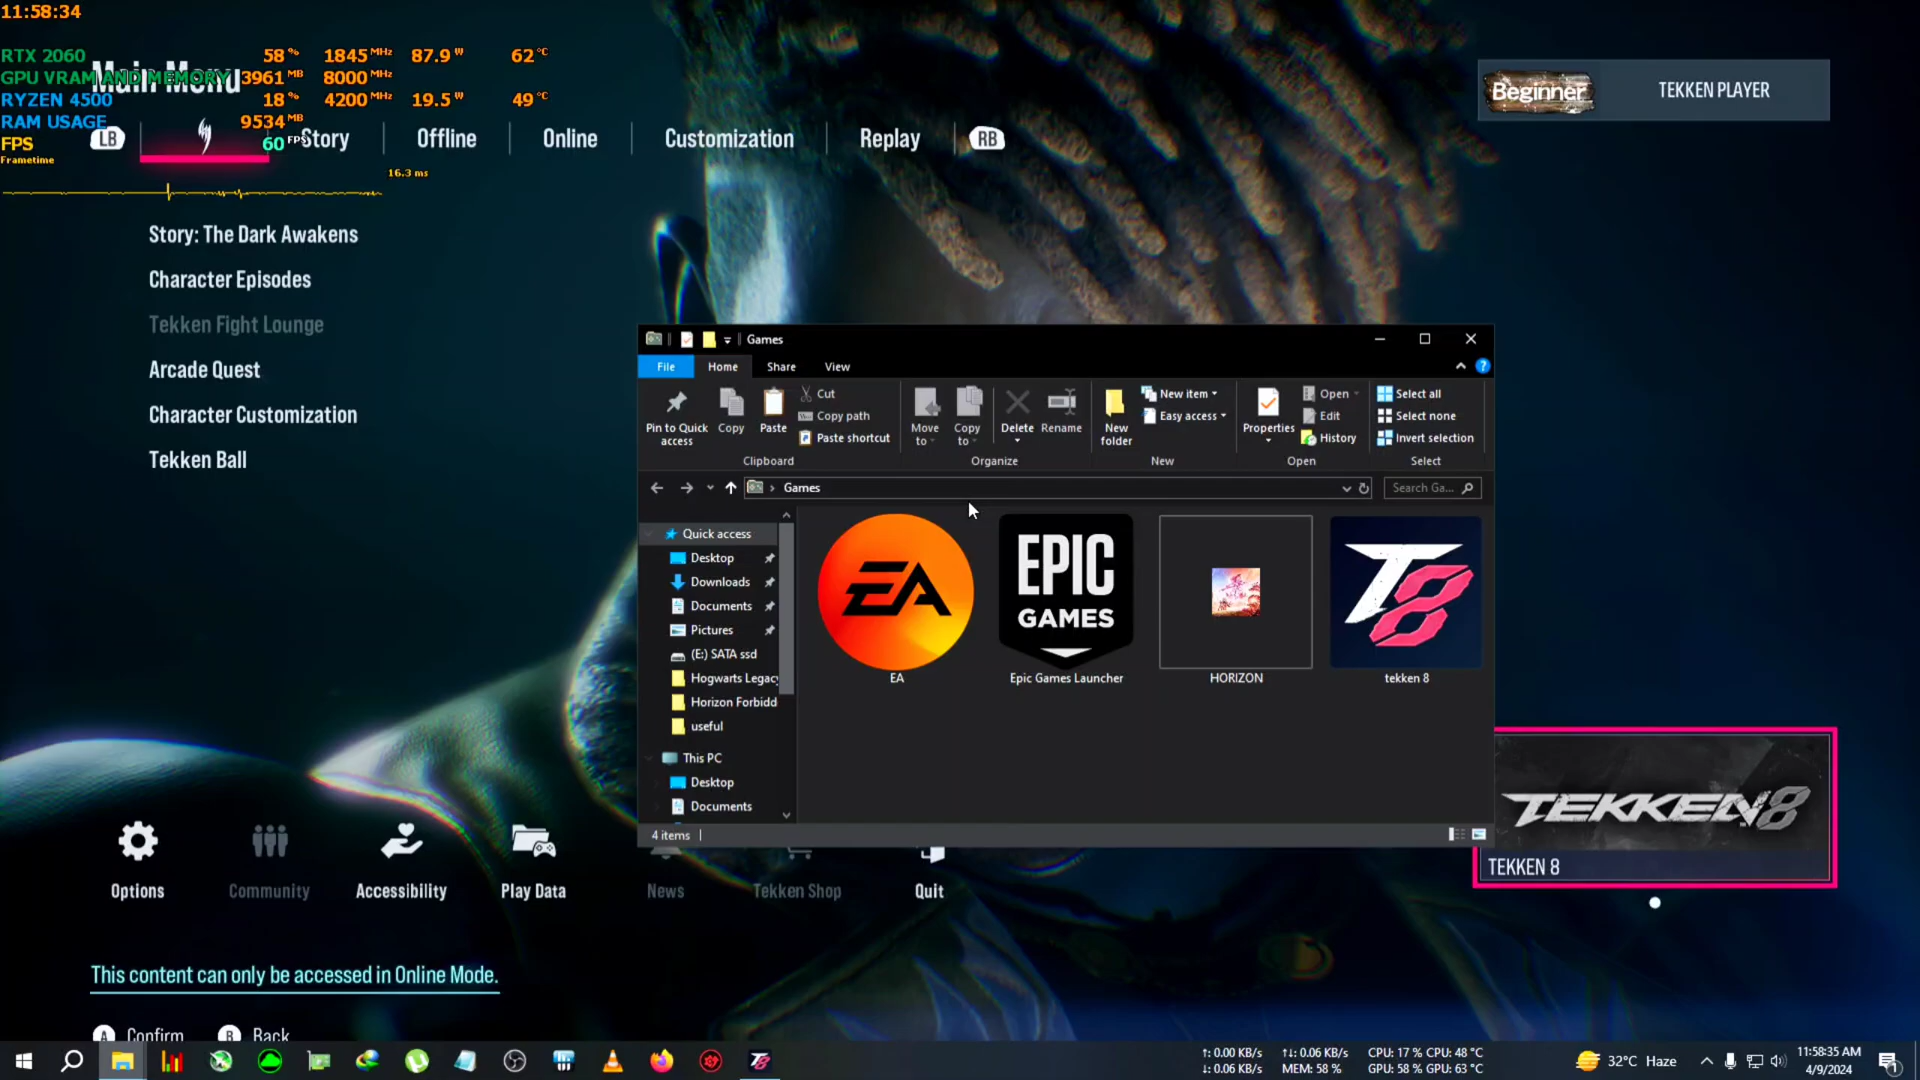 11:58:34
RTX 2060 58 % 1845 MHz 87.9 W 62 °C
GPU VRAM AND MEMORY 3961 MB 8000 MHz
Main Menu
RYZEN 4500 18 % 4200 MHz 19.5 W 49 °C
RAM USAGE 9534 MB
FPS 60 FPS
Frametime
16.3 ms
Beginner TEKKEN PLAYER
LB Story Offline Online Customization Replay RB
Story: The Dark Awakens
Character Episodes
Tekken Fight Lounge
Arcade Quest
Character Customization
Tekken Ball
Games
File Home Share View
Pin to Quick access
Copy
Paste
Cut
Copy path
Paste shortcut
Clipboard
Move to
Copy to
Delete
Rename
Organize
New folder
New item
Easy access
New
Properties
Open
Edit
History
Open
Select all
Select none
Invert selection
Select
Games
Search Ga...
Quick access
Desktop
Downloads
Documents
Pictures
(E:) SATA ssd
Hogwarts Legac
Horizon Forbidd
useful
This PC
Desktop
Documents
EA
EA
EPIC
GAMES
Epic Games Launcher
HORIZON
T8
tekken 8
4 items
TEKKEN 8
TEKKEN 8
Options
Community
Accessibility
Play Data
News
Tekken Shop
Quit
This content can only be accessed in Online Mode.
A Confirm B Back
↑: 0.00 KB/s
↓: 0.06 KB/s
↑↓: 0.06 KB/s
MEM: 58 %
CPU: 17 % CPU: 48 °C
GPU: 58 % GPU: 63 °C
32°C Haze
11:58:35 AM
4/9/2024
1